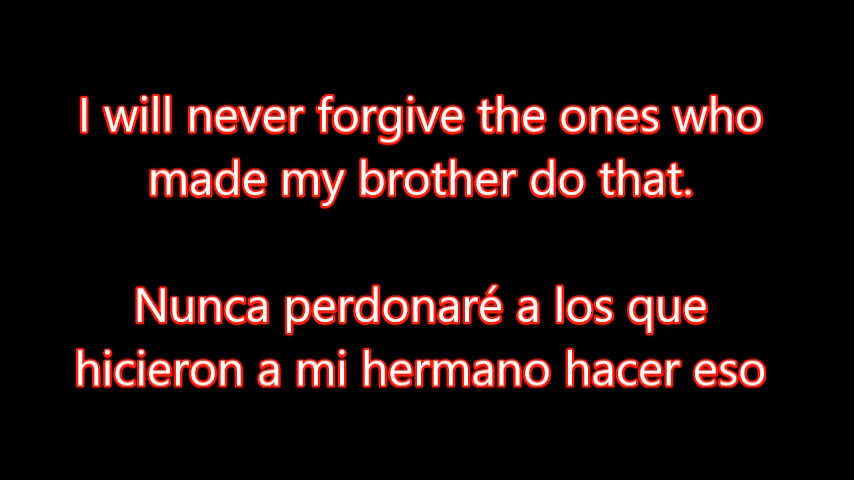 I will never forgive the ones who
made my brother do that.
Nunca perdonaré a los que
hicieron a mi hermano hacer eso